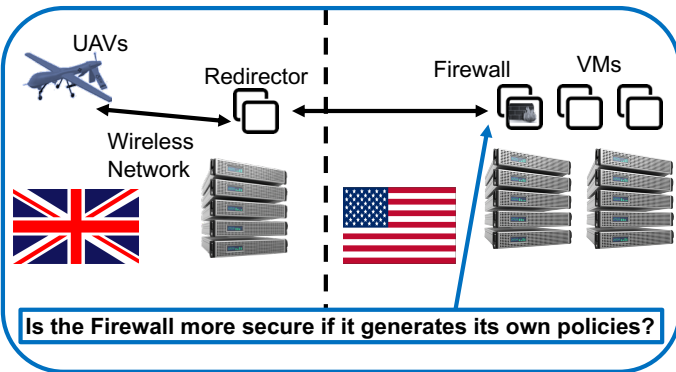 UAVs
Redirector
Firewall
VMs
Wireless
Network
Is the Firewall more secure if it generates its own policies?